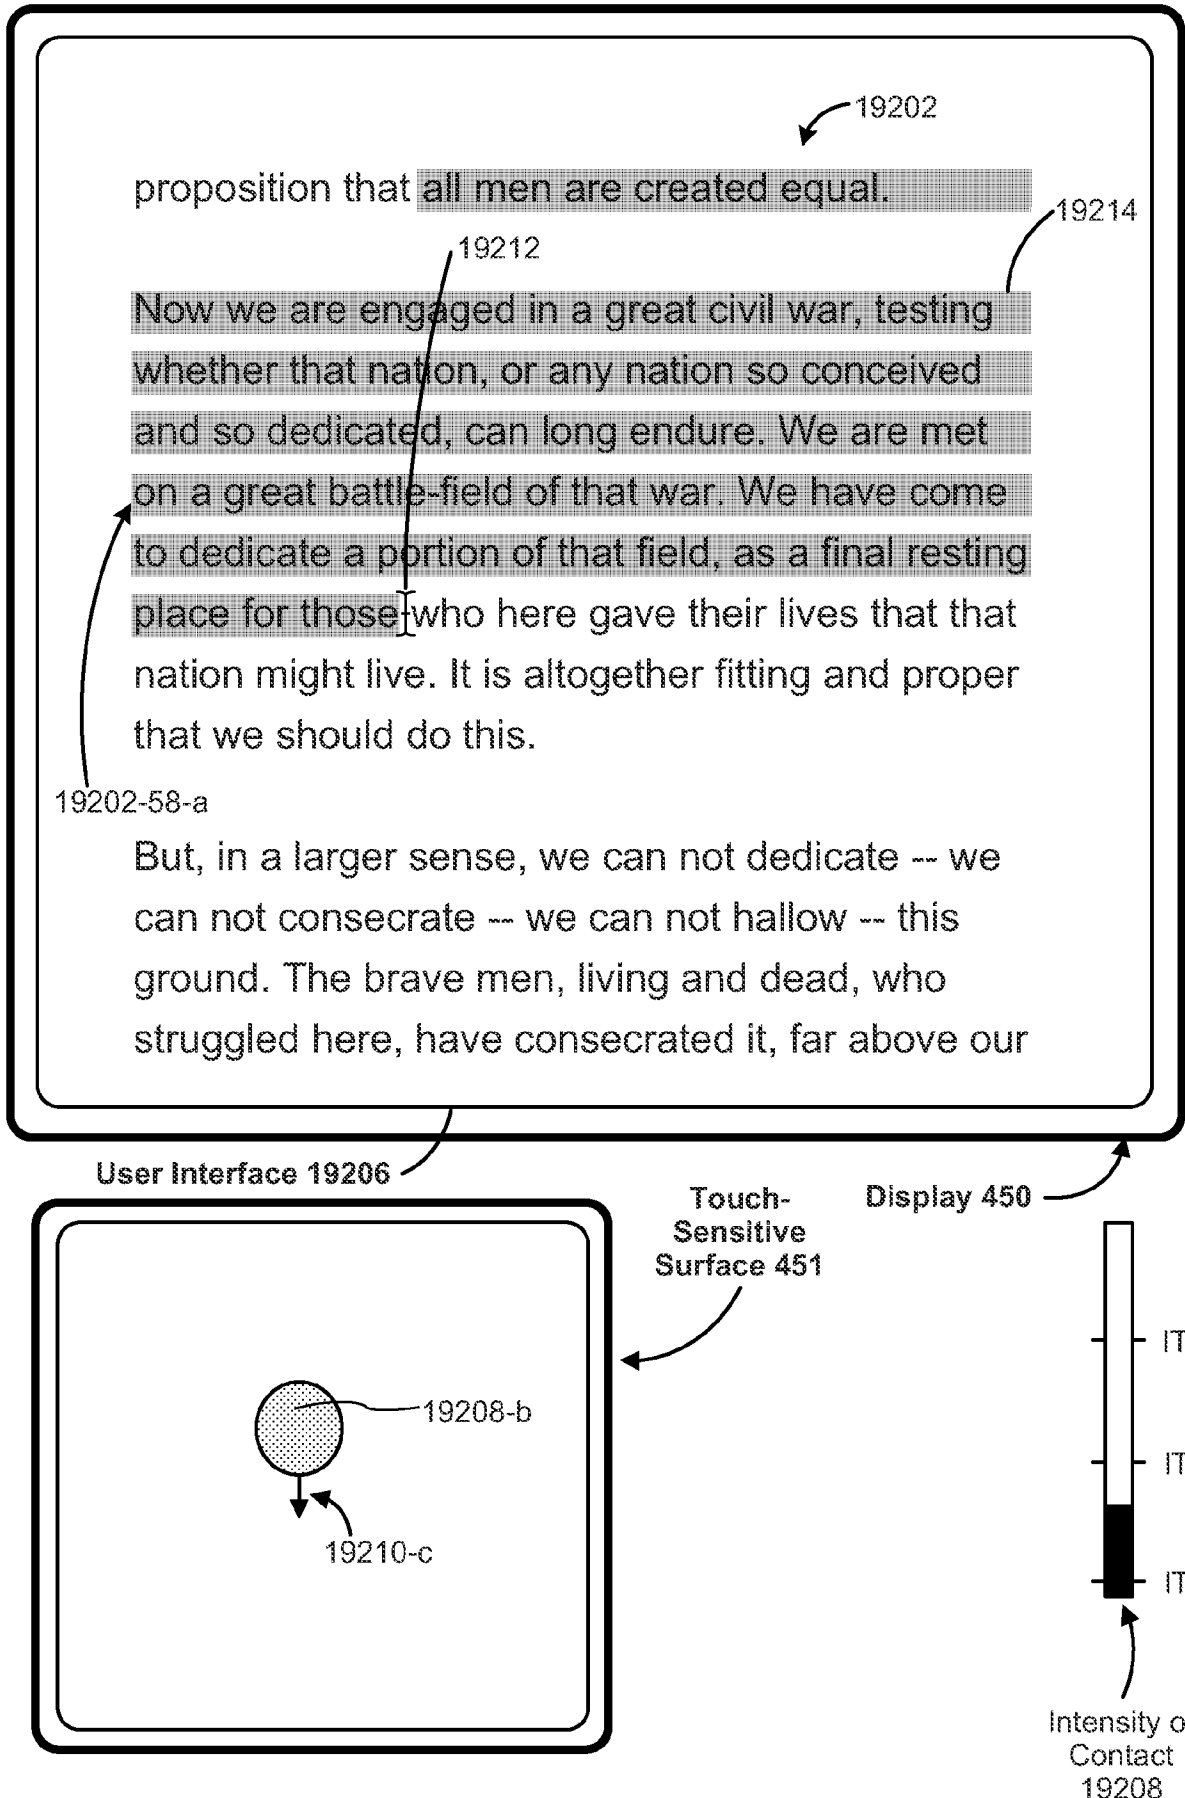 19202
proposition that all men are created equal.
19214
19212
Now we are engaged in a great civil war, testing
whether that nation, or any nation so conceived
and so dedicated, can long endure. We are met
on a great battle-field of that war. We have come
to dedicate a portion of that field, as a final resting
place for those who here gave their lives that that
nation might live. It is altogether fitting and proper
that we should do this.
19202-58-a
But, in a larger sense, we can not dedicate -- we
can not consecrate -- we can not hallow -- this
ground. The brave men, living and dead, who
struggled here, have consecrated it, far above our
User Interface 19206
Display 450
Touch-
Sensitive
Surface 451
19208-b
19210-c
IT
IT
IT
Intensity o
Contact
19208